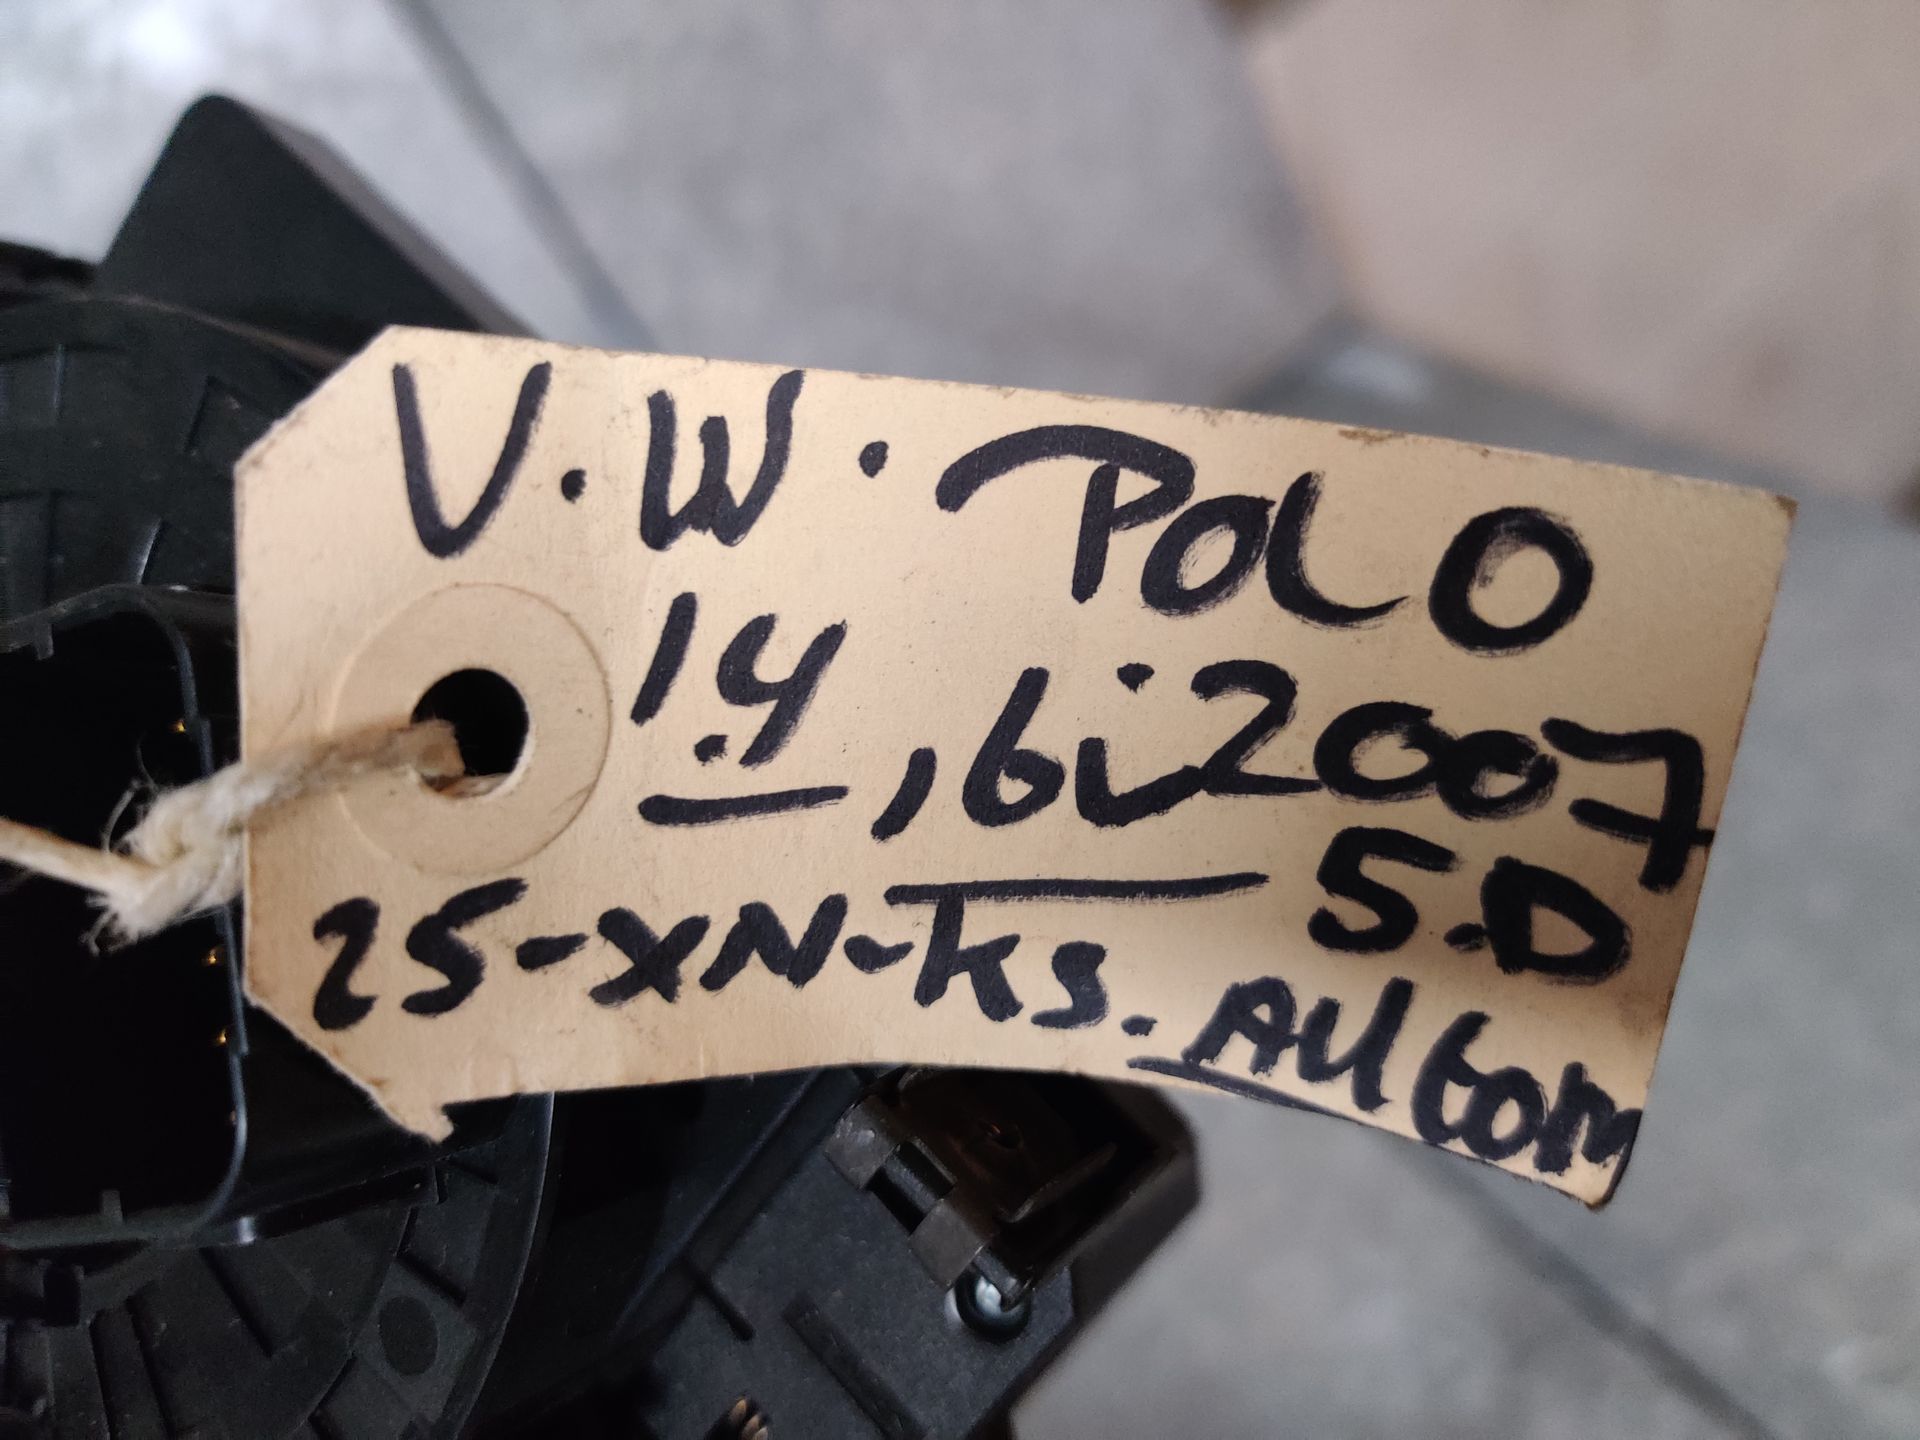 V.W. POLO
1.4,16i 2007
5.D
25-XN-KS. AUtom